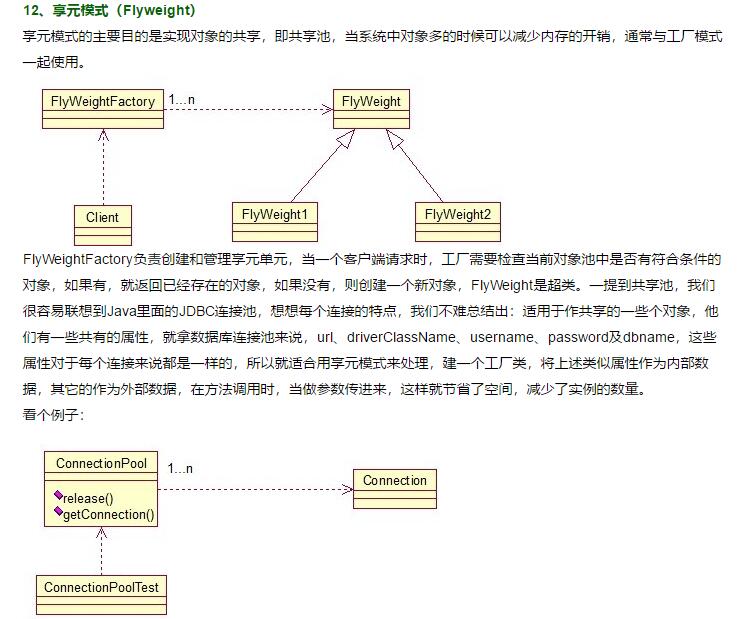 12、享元模式（Flyweight）
享元模式的主要目的是实现对象的共享，即共享池，当系统中对象多的时候可以减少内存的开销，通常与工厂模式
一起使用。
FlyWeightFactory
1...n
FlyWeight
Client
FlyWeight1
FlyWeight2
FlyWeightFactory负责创建和管理享元单元，当一个客户端请求时，工厂需要检查当前对象池中是否有符合条件的
对象，如果有，就返回已经存在的对象，如果没有，则创建一个新对象，FlyWeight是超类。一提到共享池，我们
很容易联想到Java里面的JDBC连接池，想想每个连接的特点，我们不难总结出：适用于作共享的一些个对象，他
们有一些共有的属性，就拿数据库连接池来说，url、driverClassName、username、password及dbname，这些
属性对于每个连接来说都是一样的，所以就适合用享元模式来处理，建一个工厂类，将上述类似属性作为内部数
据，其它的作为外部数据，在方法调用时，当做参数传进来，这样就节省了空间，减少了实例的数量。
看个例子：
ConnectionPool
1...n
Connection
release()
getConnection()
ConnectionPoolTest